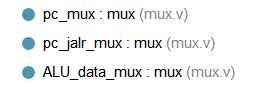 pc_mux : mux (mux.v)
pc_jalr_mux : mux (mux.v)
ALU_data_mux : mux (mux.v)